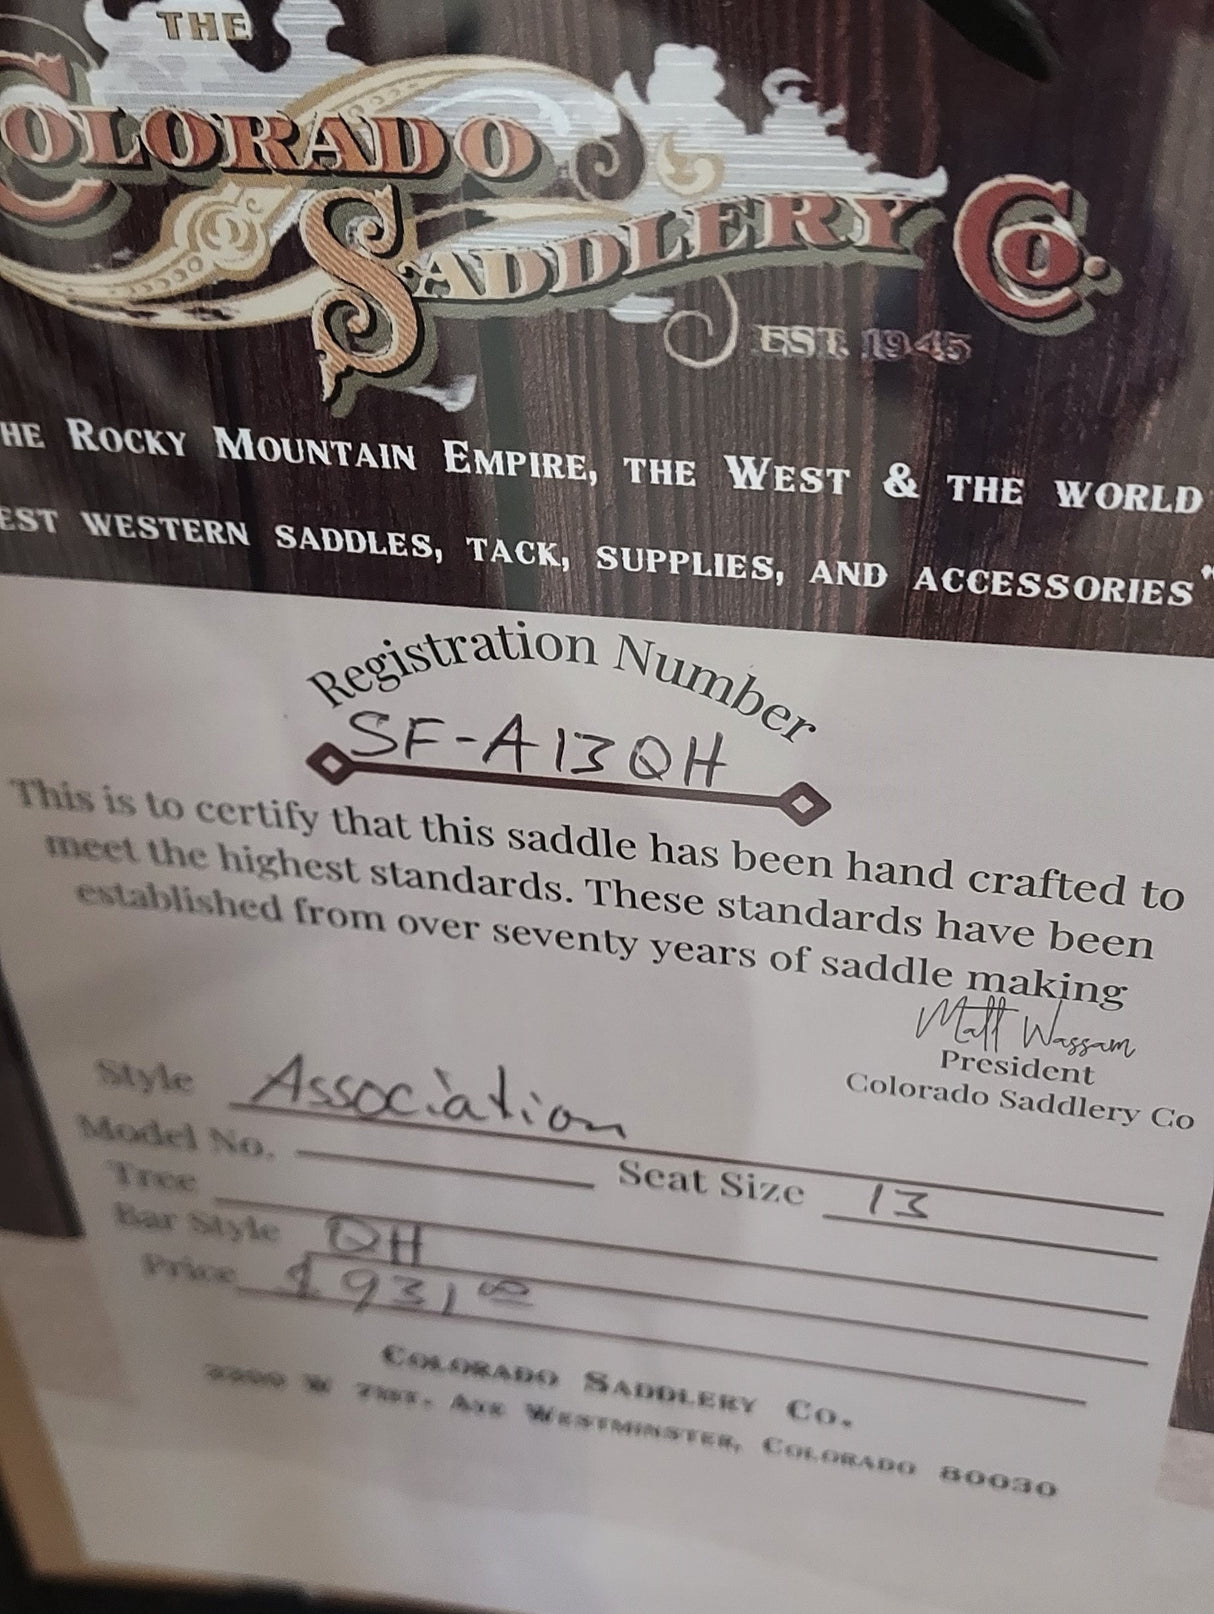 THE
COLORADO
SADDLERY CO.
EST. 1945
HE ROCKY MOUNTAIN EMPIRE, THE WEST & THE WORLD
EST WESTERN SADDLES, TACK, SUPPLIES, AND ACCESSORIES"
Registration Number
SF-A13QH
This is to certify that this saddle has been hand crafted to
meet the highest standards. These standards have been
established from over seventy years of saddle making
Matt Wassam
President
Colorado Saddlery Co
Style Association
Model No. Seat Size 13
Tree
Bar Style QH
Price $931 00
COLORADO SADDLERY CO.
W 71ST. AVE WESTMINSTER, COLORADO 80030